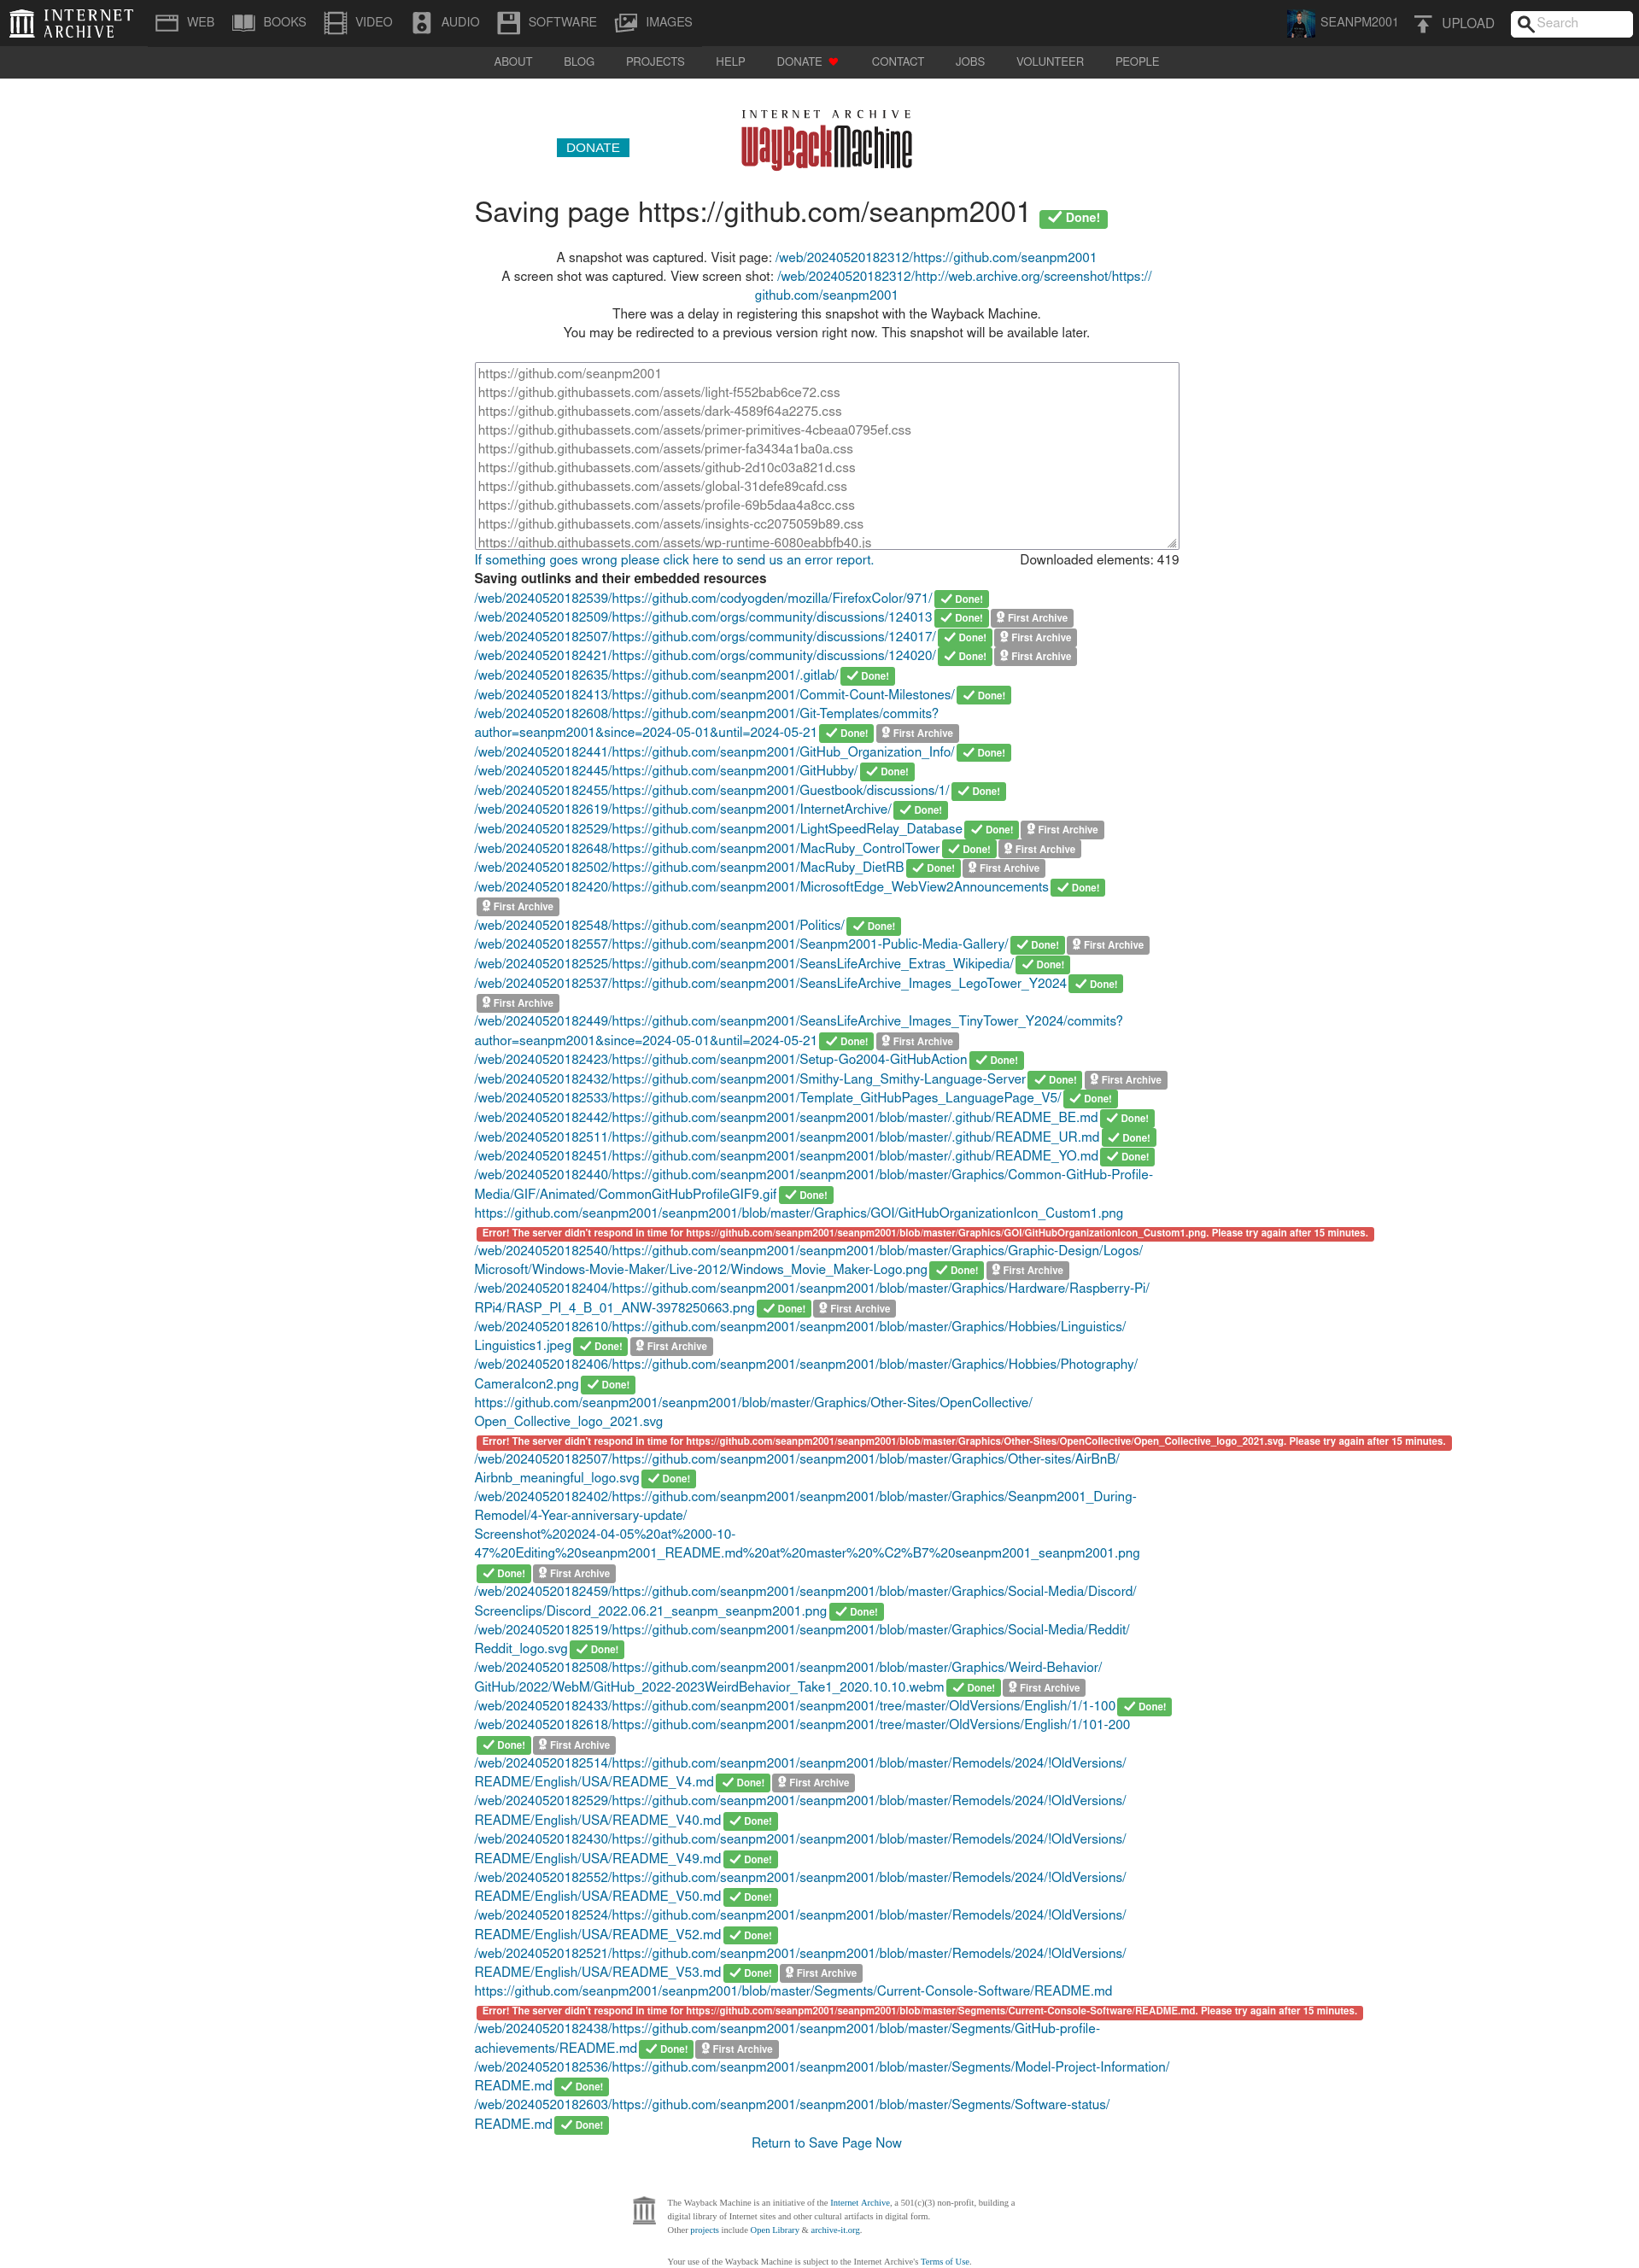 INTERNET ARCHIVE
WEB BOOKS VIDEO AUDIO SOFTWARE IMAGES SEANPM2001 UPLOAD Search
ABOUT BLOG PROJECTS HELP DONATE CONTACT JOBS VOLUNTEER PEOPLE
INTERNET ARCHIVE
DONATE WayBackMachine
Saving page https://github.com/seanpm2001 Done!
A snapshot was captured. Visit page: /web/20240520182312/https://github.com/seanpm2001
A screen shot was captured. View screen shot: /web/20240520182312/http://web.archive.org/screenshot/https://
github.com/seanpm2001
There was a delay in registering this snapshot with the Wayback Machine.
You may be redirected to a previous version right now. This snapshot will be available later.
https://github.com/seanpm2001
https://github.githubassets.com/assets/light-f552bab6ce72.css
https://github.githubassets.com/assets/dark-4589f64a2275.css
https://github.githubassets.com/assets/primer-primitives-4cbeaa0795ef.css
https://github.githubassets.com/assets/primer-fa3434a1ba0a.css
https://github.githubassets.com/assets/github-2d10c03a821d.css
https://github.githubassets.com/assets/global-31defe89cafd.css
https://github.githubassets.com/assets/profile-69b5daa4a8cc.css
https://github.githubassets.com/assets/insights-cc2075059b89.css
https://github.githubassets.com/assets/wp-runtime-6080eabbfb40.js
If something goes wrong please click here to send us an error report. Downloaded elements: 419
Saving outlinks and their embedded resources
/web/20240520182539/https://github.com/codyogden/mozilla/FirefoxColor/971/ Done!
/web/20240520182509/https://github.com/orgs/community/discussions/124013 Done! First Archive
/web/20240520182507/https://github.com/orgs/community/discussions/124017/ Done! First Archive
/web/20240520182421/https://github.com/orgs/community/discussions/124020/ Done! First Archive
/web/20240520182635/https://github.com/seanpm2001/.gitlab/ Done!
/web/20240520182413/https://github.com/seanpm2001/Commit-Count-Milestones/ Done!
/web/20240520182608/https://github.com/seanpm2001/Git-Templates/commits?
author=seanpm2001&since=2024-05-01&until=2024-05-21 Done! First Archive
/web/20240520182441/https://github.com/seanpm2001/GitHub_Organization_Info/ Done!
/web/20240520182445/https://github.com/seanpm2001/GitHubby/ Done!
/web/20240520182455/https://github.com/seanpm2001/Guestbook/discussions/1/ Done!
/web/20240520182619/https://github.com/seanpm2001/InternetArchive/ Done!
/web/20240520182529/https://github.com/seanpm2001/LightSpeedRelay_Database Done! First Archive
/web/20240520182648/https://github.com/seanpm2001/MacRuby_ControlTower Done! First Archive
/web/20240520182502/https://github.com/seanpm2001/MacRuby_DietRB Done! First Archive
/web/20240520182420/https://github.com/seanpm2001/MicrosoftEdge_WebView2Announcements Done!
First Archive
/web/20240520182548/https://github.com/seanpm2001/Politics/ Done!
/web/20240520182557/https://github.com/seanpm2001/Seanpm2001-Public-Media-Gallery/ Done! First Archive
/web/20240520182525/https://github.com/seanpm2001/SeansLifeArchive_Extras_Wikipedia/ Done!
/web/20240520182537/https://github.com/seanpm2001/SeansLifeArchive_Images_LegoTower_Y2024 Done!
First Archive
/web/20240520182449/https://github.com/seanpm2001/SeansLifeArchive_Images_TinyTower_Y2024/commits?
author=seanpm2001&since=2024-05-01&until=2024-05-21 Done! First Archive
/web/20240520182423/https://github.com/seanpm2001/Setup-Go2004-GitHubAction Done!
/web/20240520182432/https://github.com/seanpm2001/Smithy-Lang_Smithy-Language-Server Done! First Archive
/web/20240520182533/https://github.com/seanpm2001/Template_GitHubPages_LanguagePage_V5/ Done!
/web/20240520182442/https://github.com/seanpm2001/seanpm2001/blob/master/.github/README_BE.md Done!
/web/20240520182511/https://github.com/seanpm2001/seanpm2001/blob/master/.github/README_UR.md Done!
/web/20240520182451/https://github.com/seanpm2001/seanpm2001/blob/master/.github/README_YO.md Done!
/web/20240520182440/https://github.com/seanpm2001/seanpm2001/blob/master/Graphics/Common-GitHub-Profile-
Media/GIF/Animated/CommonGitHubProfileGIF9.gif Done!
https://github.com/seanpm2001/seanpm2001/blob/master/Graphics/GOI/GitHubOrganizationIcon_Custom1.png
Error! The server didn't respond in time for https://github.com/seanpm2001/seanpm2001/blob/master/Graphics/GOI/GitHubOrganizationIcon_Custom1.png. Please try again after 15 minutes.
/web/20240520182540/https://github.com/seanpm2001/seanpm2001/blob/master/Graphics/Graphic-Design/Logos/
Microsoft/Windows-Movie-Maker/Live-2012/Windows_Movie_Maker-Logo.png Done! First Archive
/web/20240520182404/https://github.com/seanpm2001/seanpm2001/blob/master/Graphics/Hardware/Raspberry-Pi/
RPi4/RASP_PI_4_B_01_ANW-3978250663.png Done! First Archive
/web/20240520182610/https://github.com/seanpm2001/seanpm2001/blob/master/Graphics/Hobbies/Linguistics/
Linguistics1.jpeg Done! First Archive
/web/20240520182406/https://github.com/seanpm2001/seanpm2001/blob/master/Graphics/Hobbies/Photography/
CameraIcon2.png Done!
https://github.com/seanpm2001/seanpm2001/blob/master/Graphics/Other-Sites/OpenCollective/
Open_Collective_logo_2021.svg
Error! The server didn't respond in time for https://github.com/seanpm2001/seanpm2001/blob/master/Graphics/Other-Sites/OpenCollective/Open_Collective_logo_2021.svg. Please try again after 15 minutes.
/web/20240520182507/https://github.com/seanpm2001/seanpm2001/blob/master/Graphics/Other-sites/AirBnB/
Airbnb_meaningful_logo.svg Done!
/web/20240520182402/https://github.com/seanpm2001/seanpm2001/blob/master/Graphics/Seanpm2001_During-
Remodel/4-Year-anniversary-update/
Screenshot%202024-04-05%20at%2000-10-
47%20Editing%20seanpm2001_README.md%20at%20master%20%C2%B7%20seanpm2001_seanpm2001.png
Done! First Archive
/web/20240520182459/https://github.com/seanpm2001/seanpm2001/blob/master/Graphics/Social-Media/Discord/
Screenclips/Discord_2022.06.21_seanpm_seanpm2001.png Done!
/web/20240520182519/https://github.com/seanpm2001/seanpm2001/blob/master/Graphics/Social-Media/Reddit/
Reddit_logo.svg Done!
/web/20240520182508/https://github.com/seanpm2001/seanpm2001/blob/master/Graphics/Weird-Behavior/
GitHub/2022/WebM/GitHub_2022-2023WeirdBehavior_Take1_2020.10.10.webm Done! First Archive
/web/20240520182433/https://github.com/seanpm2001/seanpm2001/tree/master/OldVersions/English/1/1-100 Done!
/web/20240520182618/https://github.com/seanpm2001/seanpm2001/tree/master/OldVersions/English/1/101-200
Done! First Archive
/web/20240520182514/https://github.com/seanpm2001/seanpm2001/blob/master/Remodels/2024/!OldVersions/
README/English/USA/README_V4.md Done! First Archive
/web/20240520182529/https://github.com/seanpm2001/seanpm2001/blob/master/Remodels/2024/!OldVersions/
README/English/USA/README_V40.md Done!
/web/20240520182430/https://github.com/seanpm2001/seanpm2001/blob/master/Remodels/2024/!OldVersions/
README/English/USA/README_V49.md Done!
/web/20240520182552/https://github.com/seanpm2001/seanpm2001/blob/master/Remodels/2024/!OldVersions/
README/English/USA/README_V50.md Done!
/web/20240520182524/https://github.com/seanpm2001/seanpm2001/blob/master/Remodels/2024/!OldVersions/
README/English/USA/README_V52.md Done!
/web/20240520182521/https://github.com/seanpm2001/seanpm2001/blob/master/Remodels/2024/!OldVersions/
README/English/USA/README_V53.md Done! First Archive
https://github.com/seanpm2001/seanpm2001/blob/master/Segments/Current-Console-Software/README.md
Error! The server didn't respond in time for https://github.com/seanpm2001/seanpm2001/blob/master/Segments/Current-Console-Software/README.md. Please try again after 15 minutes.
/web/20240520182438/https://github.com/seanpm2001/seanpm2001/blob/master/Segments/GitHub-profile-
achievements/README.md Done! First Archive
/web/20240520182536/https://github.com/seanpm2001/seanpm2001/blob/master/Segments/Model-Project-Information/
README.md Done!
/web/20240520182603/https://github.com/seanpm2001/seanpm2001/blob/master/Segments/Software-status/
README.md Done!
Return to Save Page Now
The Wayback Machine is an initiative of the Internet Archive, a 501(c)(3) non-profit, building a
digital library of Internet sites and other cultural artifacts in digital form.
Other projects include Open Library & archive-it.org.
Your use of the Wayback Machine is subject to the Internet Archive's Terms of Use.